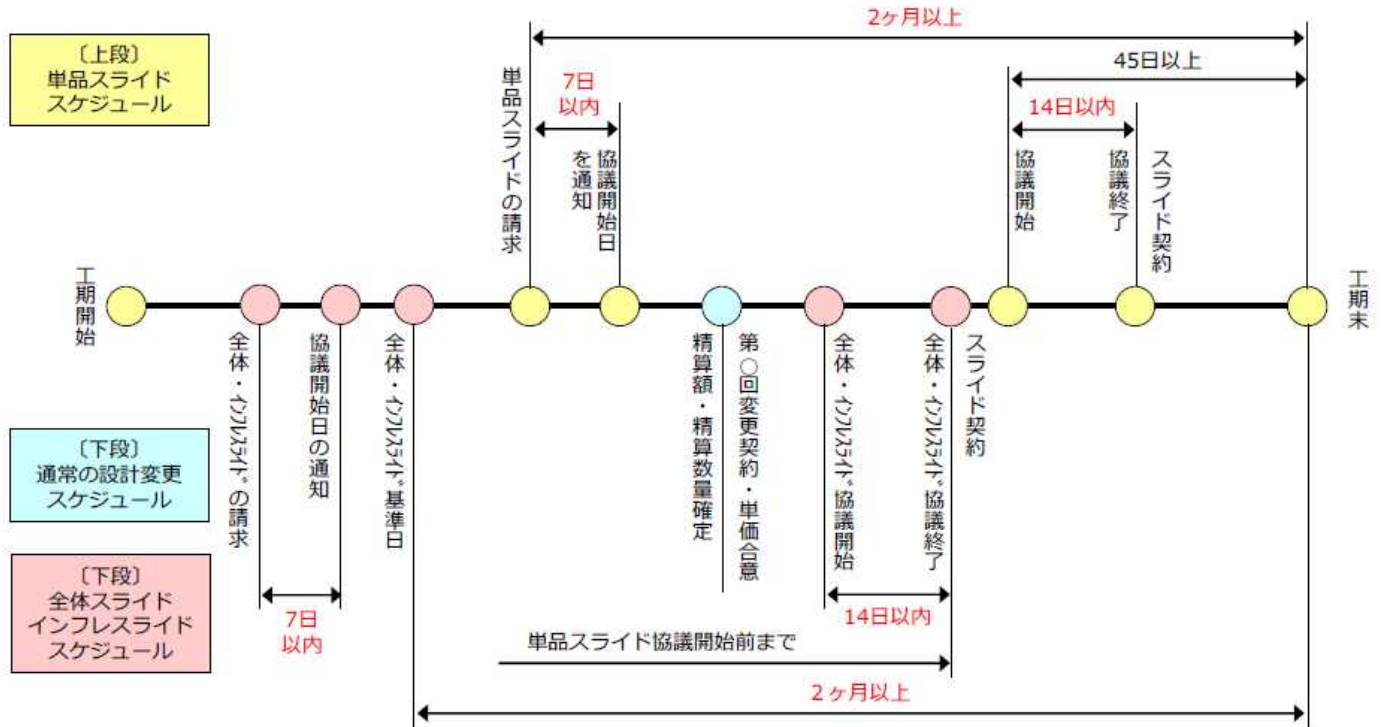 〔上段〕
単品スライド
スケジュール
2ヶ月以上
45日以上
単品スライドの請求
7日
以内
協議開始日
を通知
14日以内
協議開始
協議終了
スライド契約
工期開始
工期末
全体・インフレスライドの請求
協議開始日の通知
全体・インフレスライド基準日
第○回変更契約・単価合意
精算額・精算数量確定
全体・インフレスライド協議開始
スライド契約
全体・インフレスライド協議終了
〔下段〕
通常の設計変更
スケジュール
〔下段〕
全体スライド
インフレスライド
スケジュール
7日
以内
14日以内
単品スライド協議開始前まで
2ヶ月以上